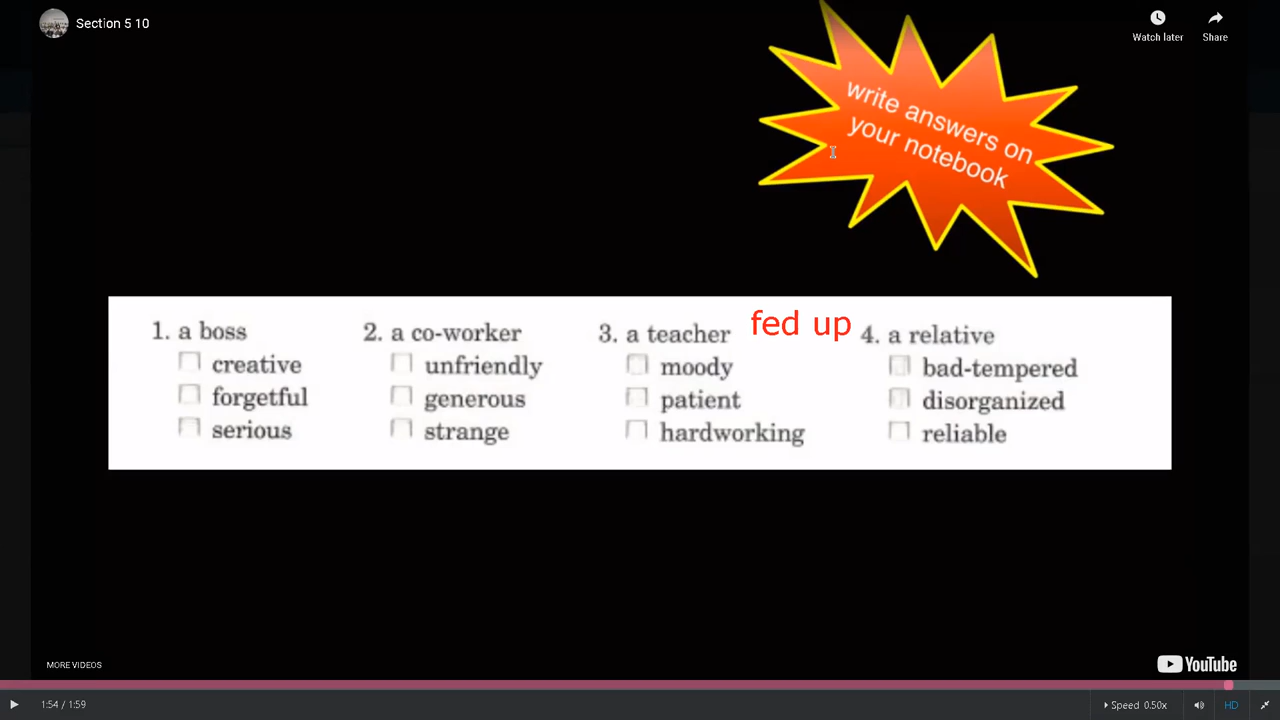 Section 5 10
Watch later
Share
write answers on
your notebook
1. a boss
creative
forgetful
serious
2. a co-worker
unfriendly
generous
strange
3. a teacher
moody
patient
hardworking
fed up
4. a relative
bad-tempered
disorganized
reliable
MORE VIDEOS
YouTube
1:54 / 1:59
Speed 0.50x
HD